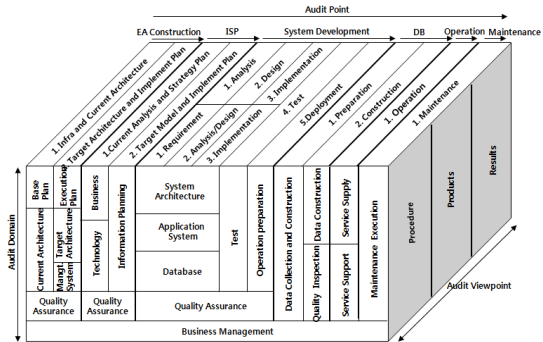 Audit Point
EA Construction
ISP
System Development
DB
Operation
Maintenance
1. Infra and Current Architecture
Target Architecture and Implement Plan
1.Current Analysis and Strategy Plan
2. Target Model and Implement Plan
1. Analysis
2. Design
3. Implementation
4. Test
5.Deployment
1. Requirement
2. Analysis/Design
3. Implementation
1. Preparation
2. Construction
1. Operation
1. Maintenance
Audit Domain
Base
Plan
Execution
Plan
Current Architecture
Target
Architecture
Mangt.
System
Business
Technology
Information Planning
System
Architecture
Application
System
Database
Test
Operation preparation
Data Collection and Construction
Data Construction
Quality Inspection
Service Supply
Service Support
Maintenance Execution
Quality
Assurance
Quality
Assurance
Quality Assurance
Business Management
Procedure
Products
Results
Audit Viewpoint